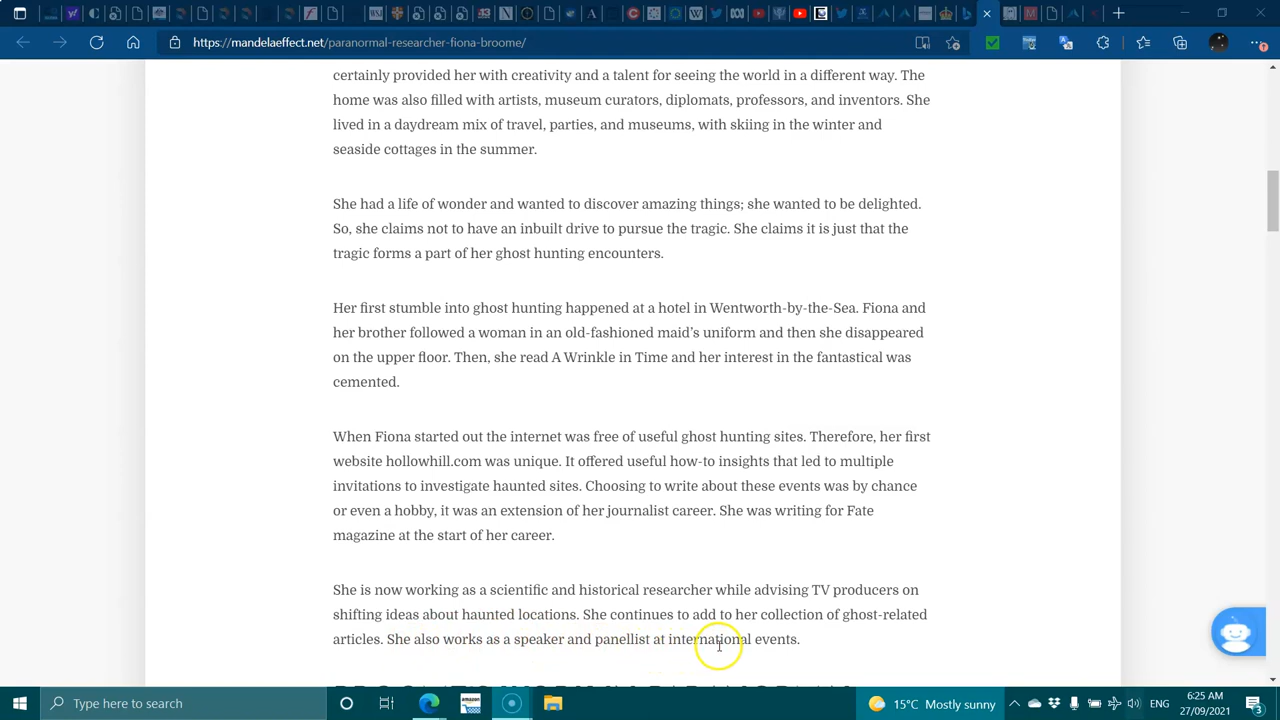 https://mandelaeffect.net/paranormal-researcher-fiona-broome/
certainly provided her with creativity and a talent for seeing the world in a different way. The
home was also filled with artists, museum curators, diplomats, professors, and inventors. She
lived in a daydream mix of travel, parties, and museums, with skiing in the winter and
seaside cottages in the summer.
She had a life of wonder and wanted to discover amazing things; she wanted to be delighted.
So, she claims not to have an inbuilt drive to pursue the tragic. She claims it is just that the
tragic forms a part of her ghost hunting encounters.
Her first stumble into ghost hunting happened at a hotel in Wentworth-by-the-Sea. Fiona and
her brother followed a woman in an old-fashioned maid’s uniform and then she disappeared
on the upper floor. Then, she read A Wrinkle in Time and her interest in the fantastical was
cemented.
When Fiona started out the internet was free of useful ghost hunting sites. Therefore, her first
website hollowhill.com was unique. It offered useful how-to insights that led to multiple
invitations to investigate haunted sites. Choosing to write about these events was by chance
or even a hobby, it was an extension of her journalist career. She was writing for Fate
magazine at the start of her career.
She is now working as a scientific and historical researcher while advising TV producers on
shifting ideas about haunted locations. She continues to add to her collection of ghost-related
articles. She also works as a speaker and panellist at international events.
Type here to search
amazon
15°C Mostly sunny
ENG
6:25 AM
27/09/2021
3